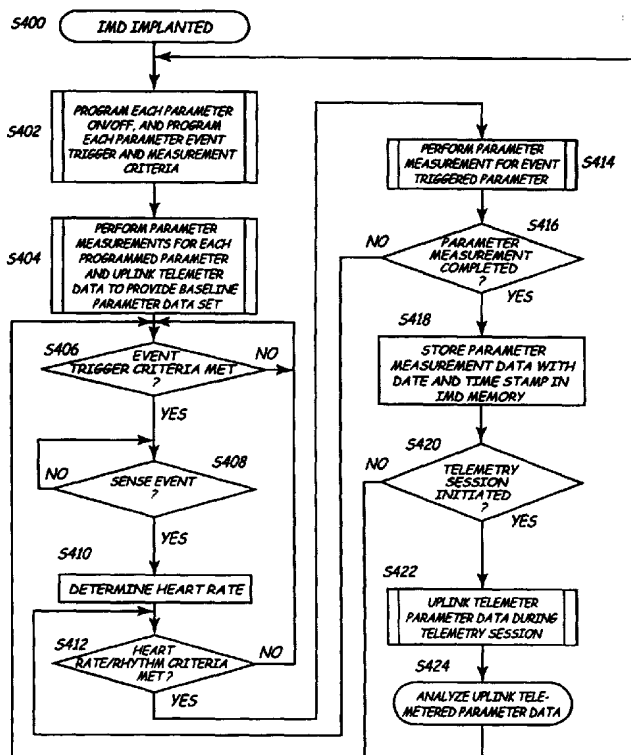 S400
IMD IMPLANTED
S402
PROGRAM EACH PARAMETER
ON/OFF, AND PROGRAM
EACH PARAMETER EVENT
TRIGGER AND MEASUREMENT
CRITERIA
S404
PERFORM PARAMETER
MEASUREMENTS FOR EACH
PROGRAMMED PARAMETER
AND UPLINK TELEMETER
DATA TO PROVIDE BASELINE
PARAMETER DATA SET
S406
EVENT
TRIGGER CRITERIA MET
?
NO
YES
S408
NO
SENSE EVENT
?
YES
S410
DETERMINE HEART RATE
S412
HEART
RATE/RHYTHM CRITERIA
MET ?
NO
YES
PERFORM PARAMETER
MEASUREMENT FOR EVENT
TRIGGERED PARAMETER
S414
S416
NO
PARAMETER
MEASUREMENT
COMPLETED
?
YES
S418
STORE PARAMETER
MEASUREMENT DATA WITH
DATE AND TIME STAMP IN
IMD MEMORY
S420
NO
TELEMETRY
SESSION
INITIATED
?
YES
S422
UPLINK TELEMETER
PARAMETER DATA DURING
TELEMETRY SESSION
S424
ANALYZE UPLINK TELE-
METERED PARAMETER DATA